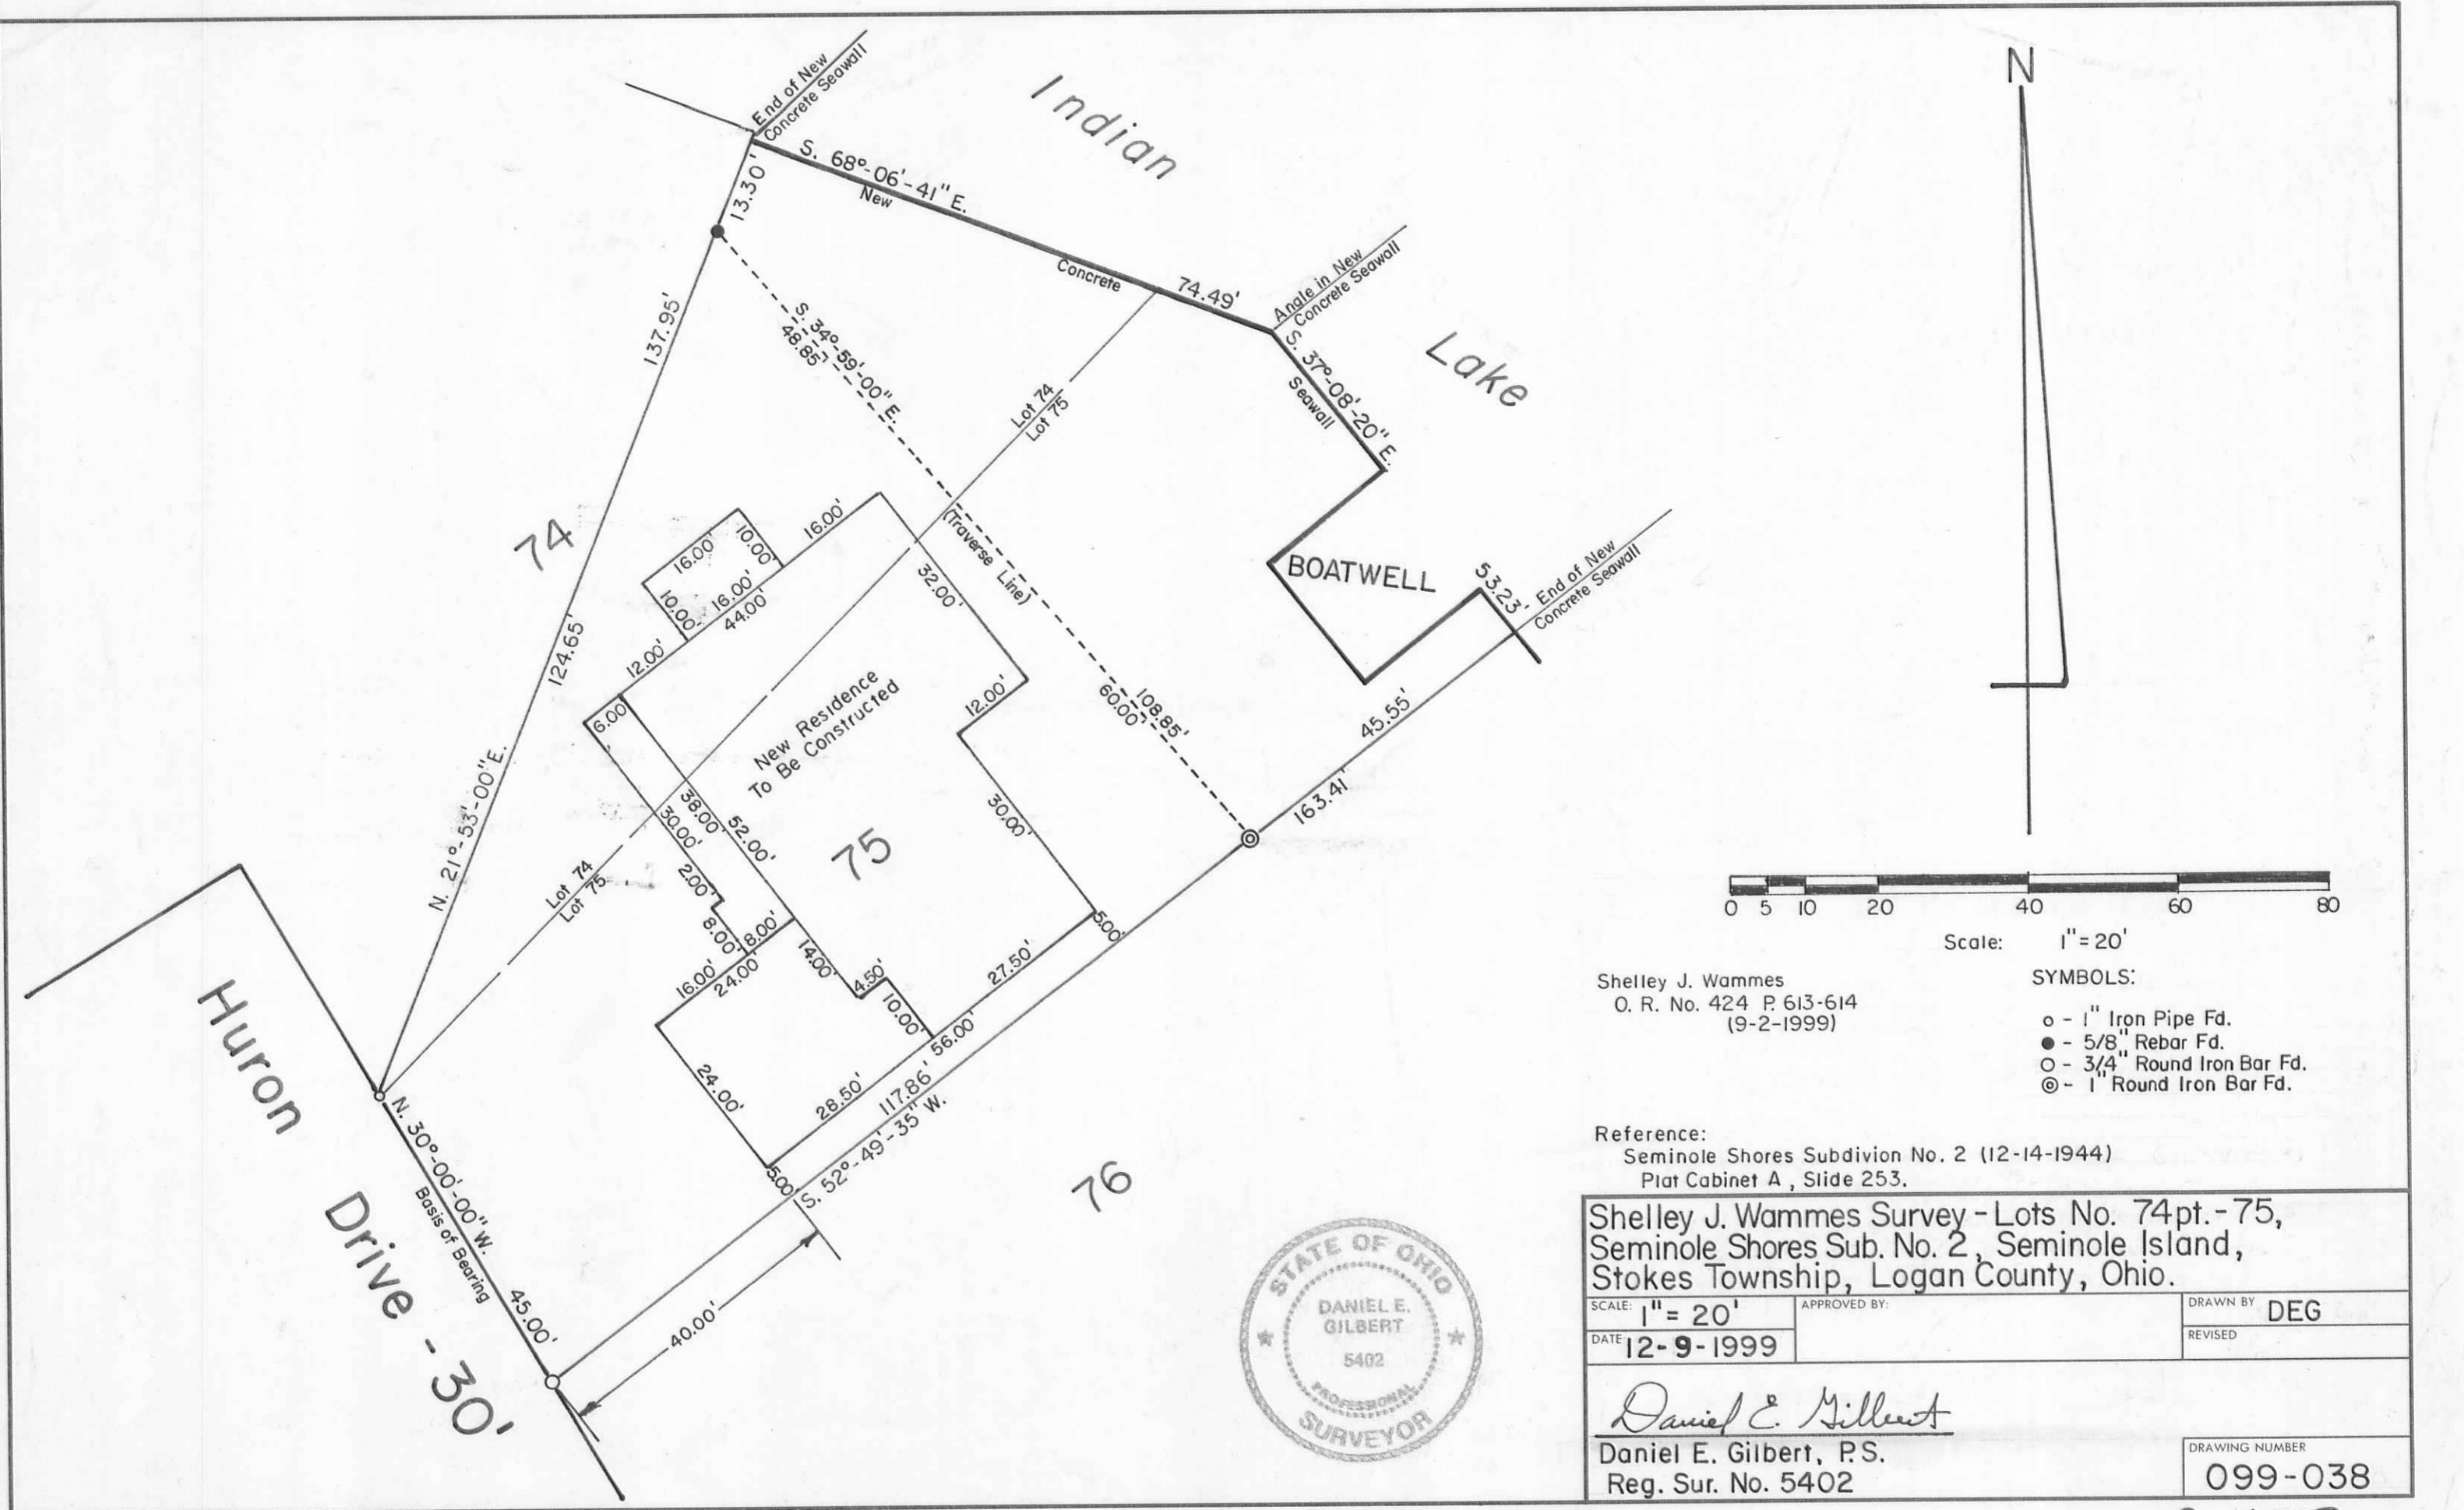 End of New
Concrete Seawall
Indian
N
S. 68°-06'-41" E.
New
Concrete
74.49'
13.30'
Angle in New
Concrete Seawall
Lake
S. 37°-08'-20" E.
Seawall
137.95'
S. 34°-59'-00" E.
48.85'
Lot 74
Lot 75
74
(Traverse Line)
BOATWELL
53.23'
End of New
Concrete Seawall
16.00'
10.00'
16.00'
10.00'
16.00'
44.00'
32.00'
12.00'
124.65'
6.00'
New Residence
To Be Constructed
12.00'
108.85'
60.00'
45.55'
163.41'
N. 21°-53'-00"E.
38.00'
52.00'
30.00'
30.00'
75
Lot 74
Lot 75
2.00'
8.00'
8.00'
14.00'
4.50'
10.00'
27.50'
5.00'
16.00'
24.00'
56.00'
24.00'
28.50'
117.86'
S. 52°-49'-35" W.
5.00'
76
Huron
Drive - 30'
N. 30°-00'-00" W.
Basis of Bearing
45.00'
40.00'
0 5 10 20 40 60 80
Scale: 1"= 20'
Shelley J. Wammes
O. R. No. 424 P. 613-614
(9-2-1999)
SYMBOLS:
o - 1" Iron Pipe Fd.
● - 5/8" Rebar Fd.
○ - 3/4" Round Iron Bar Fd.
◎ - 1" Round Iron Bar Fd.
Reference:
Seminole Shores Subdivion No. 2 (12-14-1944)
Plat Cabinet A , Slide 253.
STATE OF OHIO
DANIEL E.
GILBERT
5402
PROFESSIONAL
SURVEYOR
Shelley J. Wammes Survey - Lots No. 74pt.-75,
Seminole Shores Sub. No. 2, Seminole Island,
Stokes Township, Logan County, Ohio.
SCALE: 1"= 20'
APPROVED BY:
DRAWN BY DEG
DATE: 12-9-1999
REVISED
Daniel E. Gilbert
Daniel E. Gilbert, P.S.
Reg. Sur. No. 5402
DRAWING NUMBER
099-038